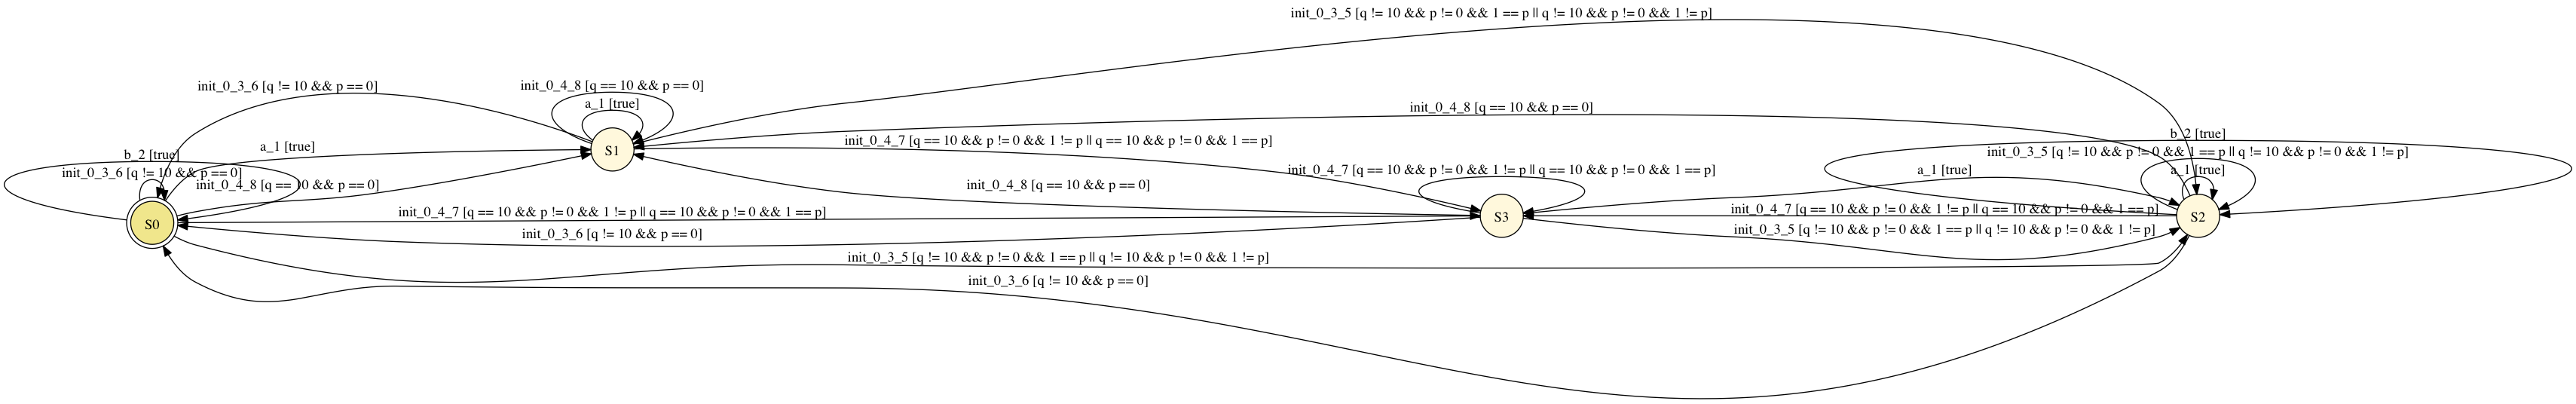 init_0_3_5 [q != 10 && p != 0 && 1 == p || q != 10 && p != 0 && 1 != p]
init_0_3_6 [q != 10 && p == 0]
init_0_4_8 [q == 10 && p == 0]
a_1 [true]
init_0_4_8 [q == 10 && p == 0]
b_2 [true]
init_0_4_7 [q == 10 && p != 0 && 1 != p || q == 10 && p != 0 && 1 == p]
a_1 [true]
S1
init_0_3_5 [q != 10 && p != 0 && 1 == p || q != 10 && p != 0 && 1 != p]
b_2 [true]
init_0_4_7 [q == 10 && p != 0 && 1 != p || q == 10 && p != 0 && 1 == p]
a_1 [true]
a_1 [true]
init_0_3_6 [q != 10 && p == 0]
init_0_4_8 [q == 10 && p == 0]
init_0_4_8 [q == 10 && p == 0]
init_0_4_7 [q == 10 && p != 0 && 1 != p || q == 10 && p != 0 && 1 == p]
init_0_4_7 [q == 10 && p != 0 && 1 != p || q == 10 && p != 0 && 1 == p]
S0
S3
S2
init_0_3_6 [q != 10 && p == 0]
init_0_3_5 [q != 10 && p != 0 && 1 == p || q != 10 && p != 0 && 1 != p]
init_0_3_5 [q != 10 && p != 0 && 1 == p || q != 10 && p != 0 && 1 != p]
init_0_3_6 [q != 10 && p == 0]